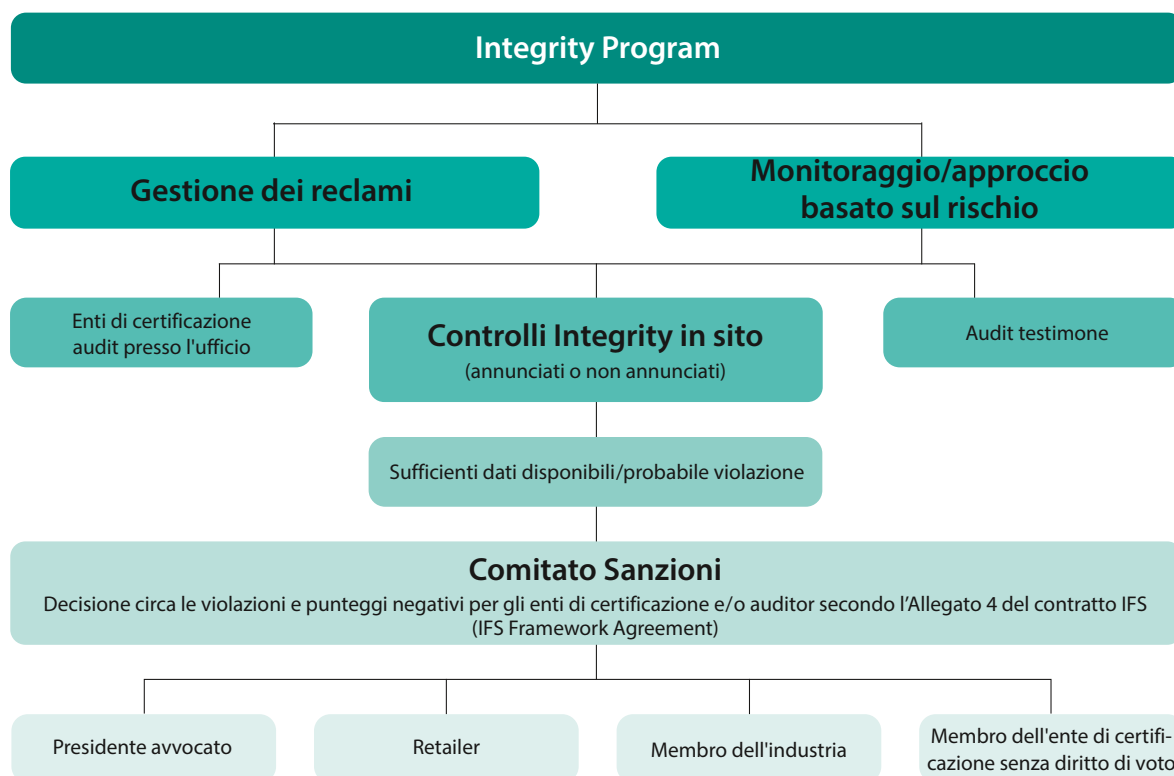 Integrity Program
Gestione dei reclami
Monitoraggio/approccio
basato sul rischio
Enti di certificazione
audit presso l'ufficio
Controlli Integrity in sito
(annunciati o non annunciati)
Audit testimone
Sufficienti dati disponibili/probabile violazione
Comitato Sanzioni
Decisione circa le violazioni e punteggi negativi per gli enti di certificazione e/o auditor secondo l’Allegato 4 del contratto IFS
(IFS Framework Agreement)
Presidente avvocato
Retailer
Membro dell'industria
Membro dell'ente di certifi-
cazione senza diritto di voto